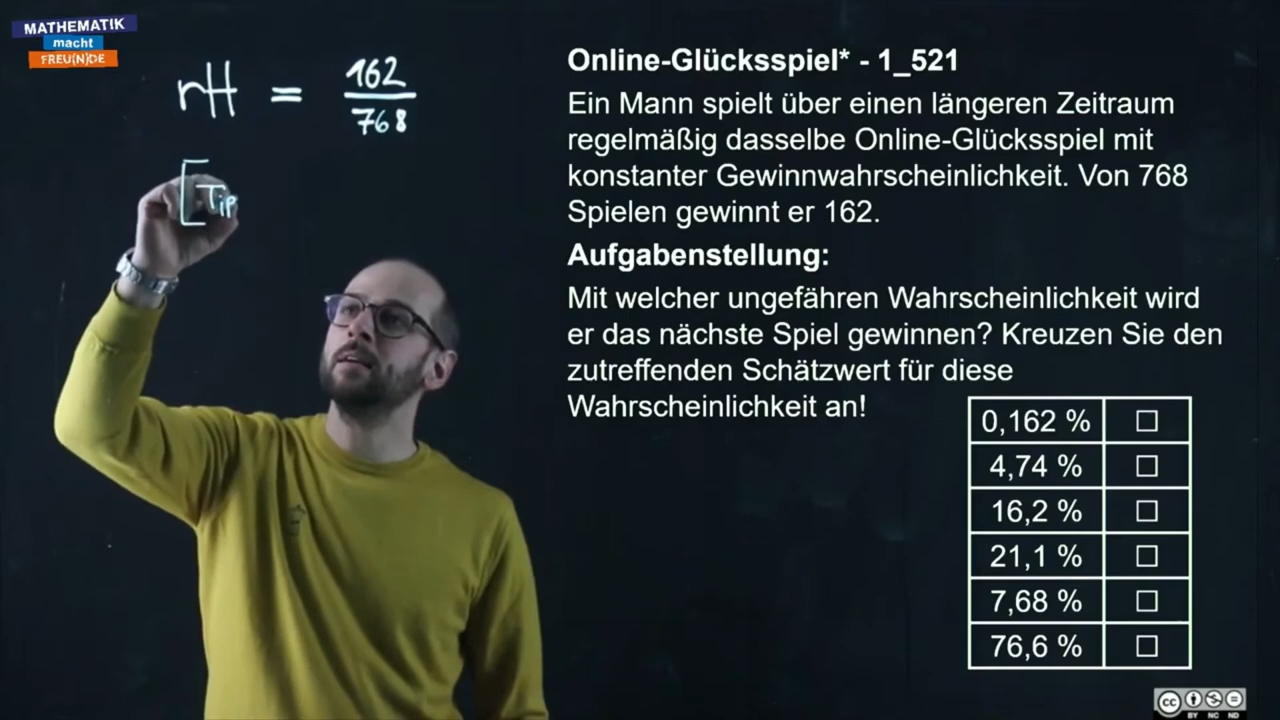 MATHEMATIK
macht
FREU(N)DE
rH = 162/768
[Tip
Online-Glücksspiel* - 1_521
Ein Mann spielt über einen längeren Zeitraum
regelmäßig dasselbe Online-Glücksspiel mit
konstanter Gewinnwahrscheinlichkeit. Von 768
Spielen gewinnt er 162.
Aufgabenstellung:
Mit welcher ungefähren Wahrscheinlichkeit wird
er das nächste Spiel gewinnen? Kreuzen Sie den
zutreffenden Schätzwert für diese
Wahrscheinlichkeit an!
0,162 % ☐
4,74 % ☐
16,2 % ☐
21,1 % ☐
7,68 % ☐
76,6 % ☐
cc
BY NC ND